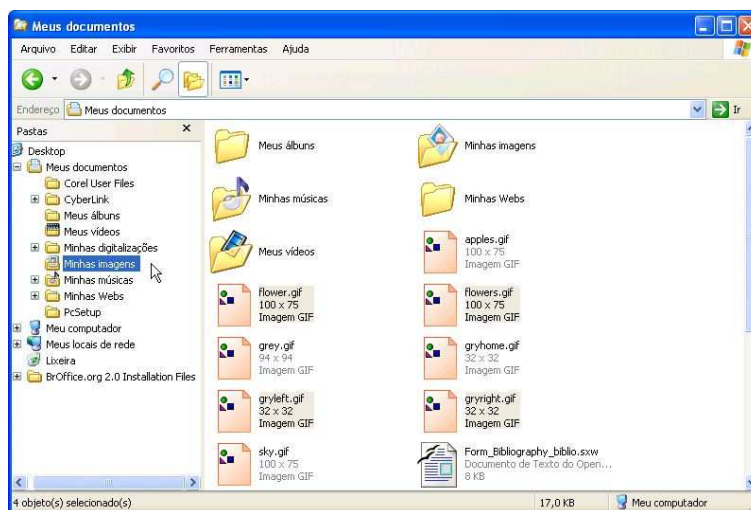 Meus documentos
Arquivo Editar Exibir Favoritos Ferramentas Ajuda
Endereço Meus documentos Ir
Pastas
Desktop
Meus documentos
Corel User Files
CyberLink
Meus álbuns
Meus vídeos
Minhas digitalizações
Minhas imagens
Minhas músicas
Minhas Webs
PcSetup
Meu computador
Meus locais de rede
Lixeira
BrOffice.org 2.0 Installation Files
Meus álbuns
Minhas imagens
Minhas músicas
Minhas Webs
Meus vídeos
apples.gif
100 x 75
Imagem GIF
flower.gif
100 x 75
Imagem GIF
flowers.gif
100 x 75
Imagem GIF
grey.gif
94 x 94
Imagem GIF
gryhome.gif
32 x 32
Imagem GIF
gryleft.gif
32 x 32
Imagem GIF
gryright.gif
32 x 32
Imagem GIF
sky.gif
100 x 75
Imagem GIF
Form_Bibliography_biblio.sxw
Documento de Texto do Open...
8 KB
4 objeto(s) selecionado(s) 17,0 KB Meu computador